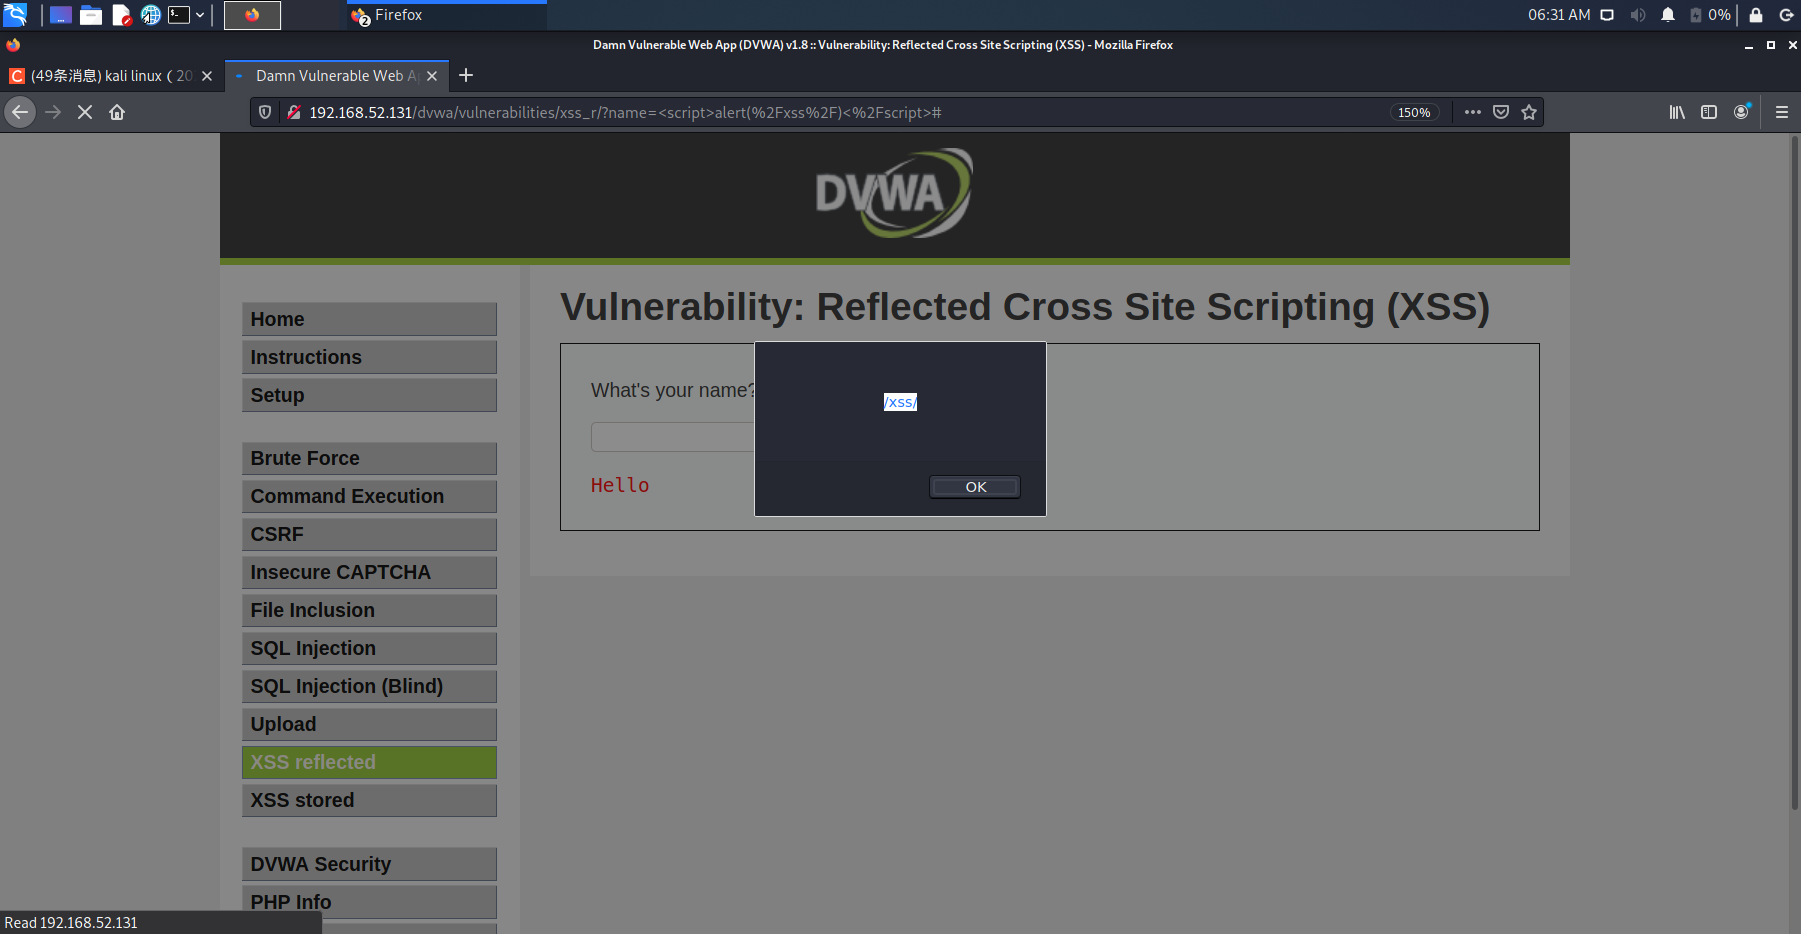 Firefox
06:31 AM
0%
Damn Vulnerable Web App (DVWA) v1.8 :: Vulnerability: Reflected Cross Site Scripting (XSS) - Mozilla Firefox
(49条消息) kali linux ( 20
Damn Vulnerable Web A
192.168.52.131/dvwa/vulnerabilities/xss_r/?name=<script>alert(%2Fxss%2F)<%2Fscript>#
150%
DVWA
Vulnerability: Reflected Cross Site Scripting (XSS)
What's your name?
/xss/
Hello
OK
Home
Instructions
Setup
Brute Force
Command Execution
CSRF
Insecure CAPTCHA
File Inclusion
SQL Injection
SQL Injection (Blind)
Upload
XSS reflected
XSS stored
DVWA Security
PHP Info
Read 192.168.52.131